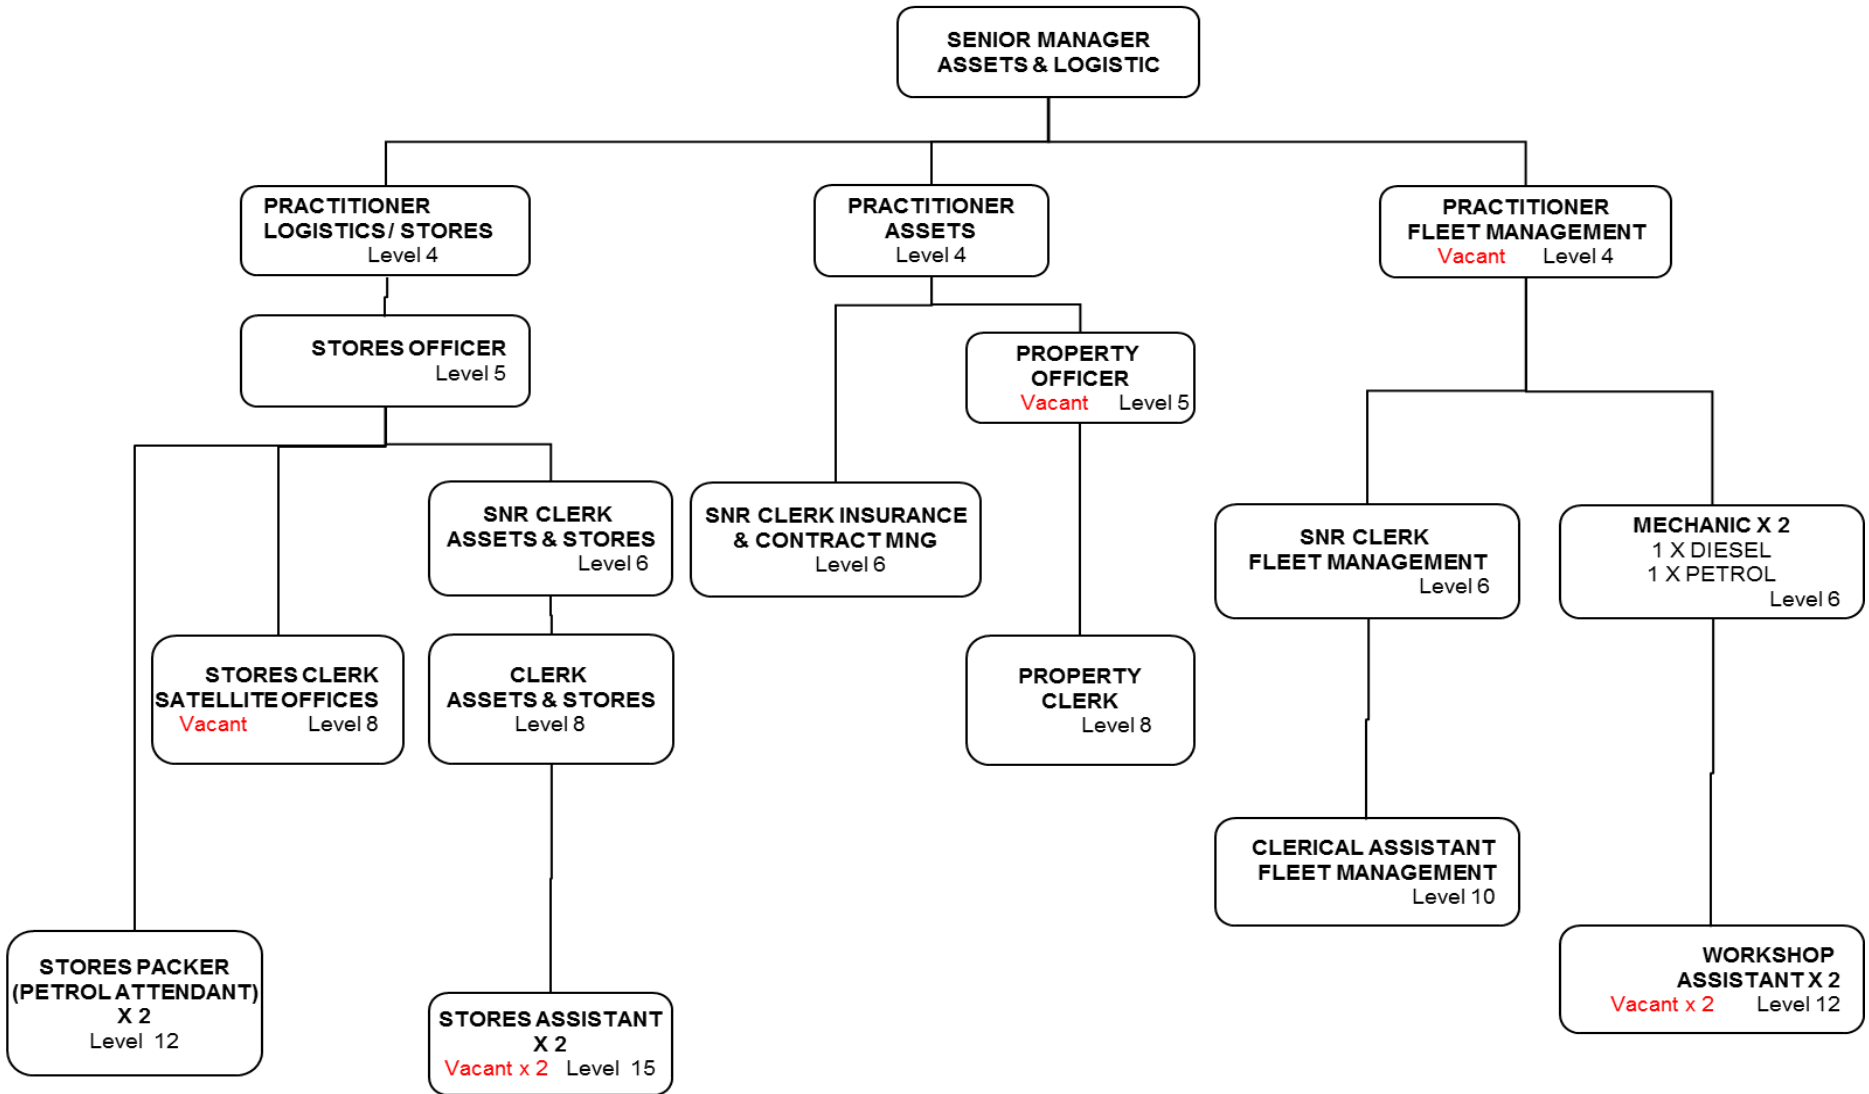 SENIOR MANAGER
ASSETS & LOGISTIC
PRACTITIONER
LOGISTICS / STORES
Level 4
PRACTITIONER
ASSETS
Level 4
PRACTITIONER
FLEET MANAGEMENT
Vacant Level 4
STORES OFFICER
Level 5
PROPERTY
OFFICER
Vacant Level 5
SNR CLERK
ASSETS & STORES
Level 6
SNR CLERK INSURANCE
& CONTRACT MNG
Level 6
SNR CLERK
FLEET MANAGEMENT
Level 6
MECHANIC X 2
1 X DIESEL
1 X PETROL
Level 6
STORES CLERK
SATELLITE OFFICES
Vacant Level 8
CLERK
ASSETS & STORES
Level 8
PROPERTY
CLERK
Level 8
CLERICAL ASSISTANT
FLEET MANAGEMENT
Level 10
STORES PACKER
(PETROL ATTENDANT)
X 2
Level 12
STORES ASSISTANT
X 2
Vacant x 2 Level 15
WORKSHOP
ASSISTANT X 2
Vacant x 2 Level 12